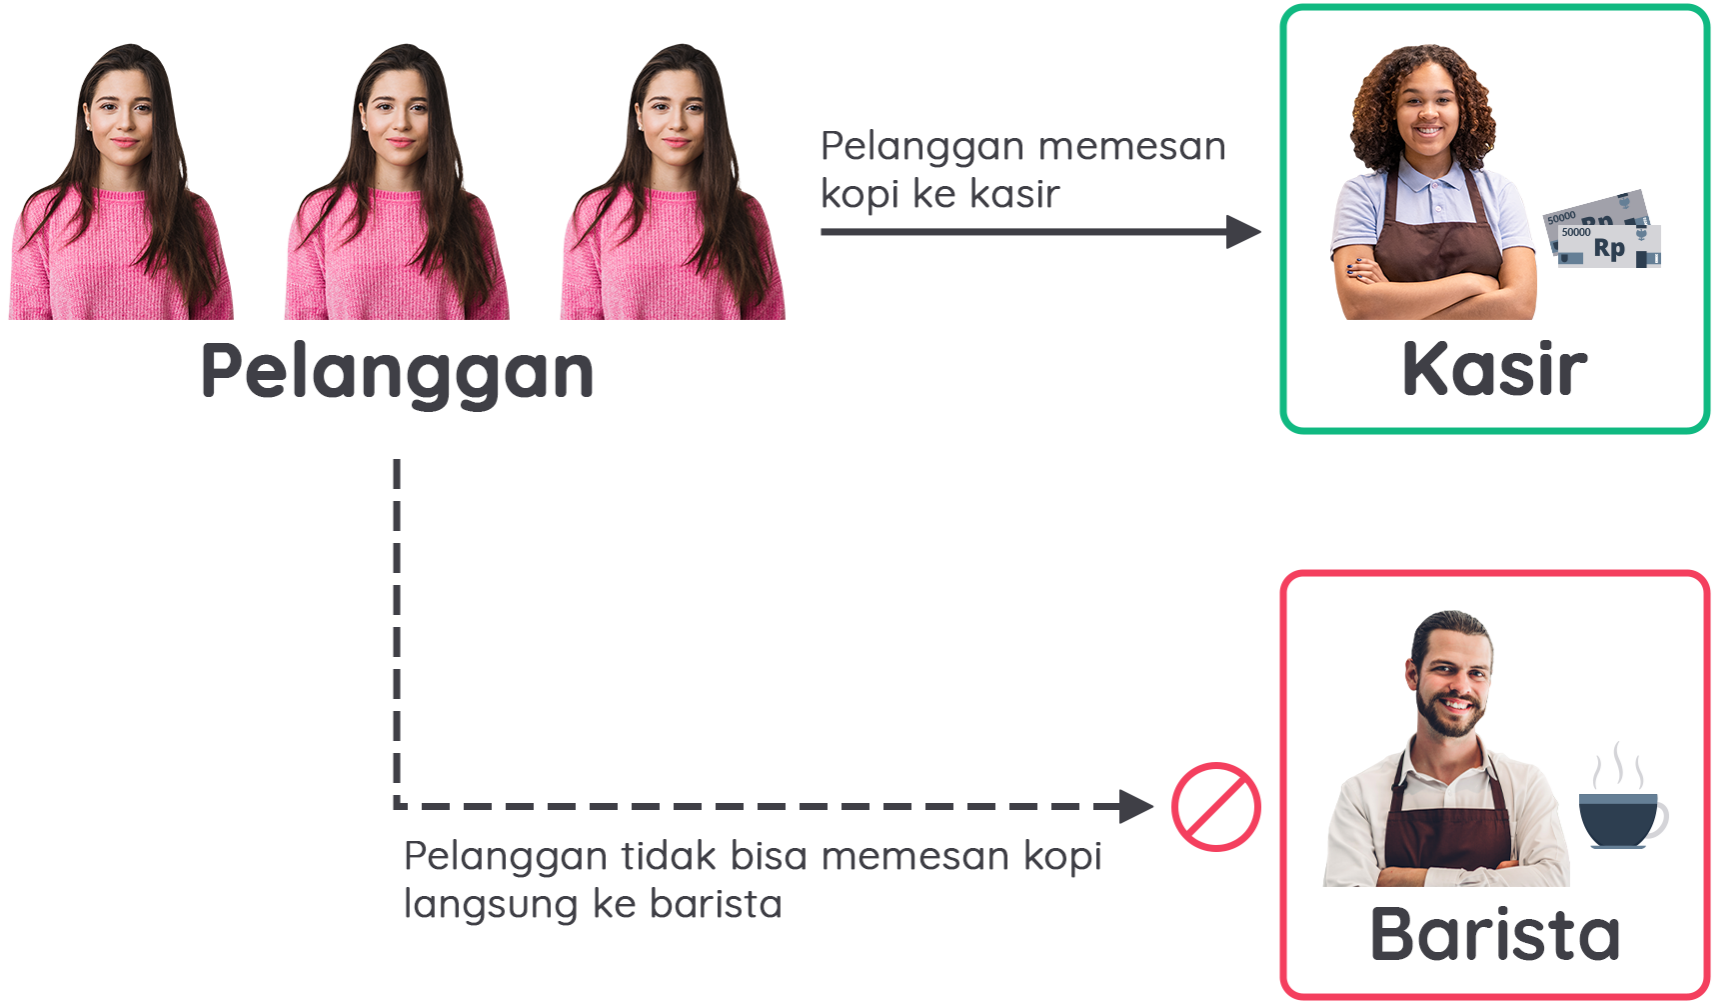 Pelanggan memesan
kopi ke kasir
50000
Rp
50000
Rp
Pelanggan
Kasir
Pelanggan tidak bisa memesan kopi
langsung ke barista
Barista